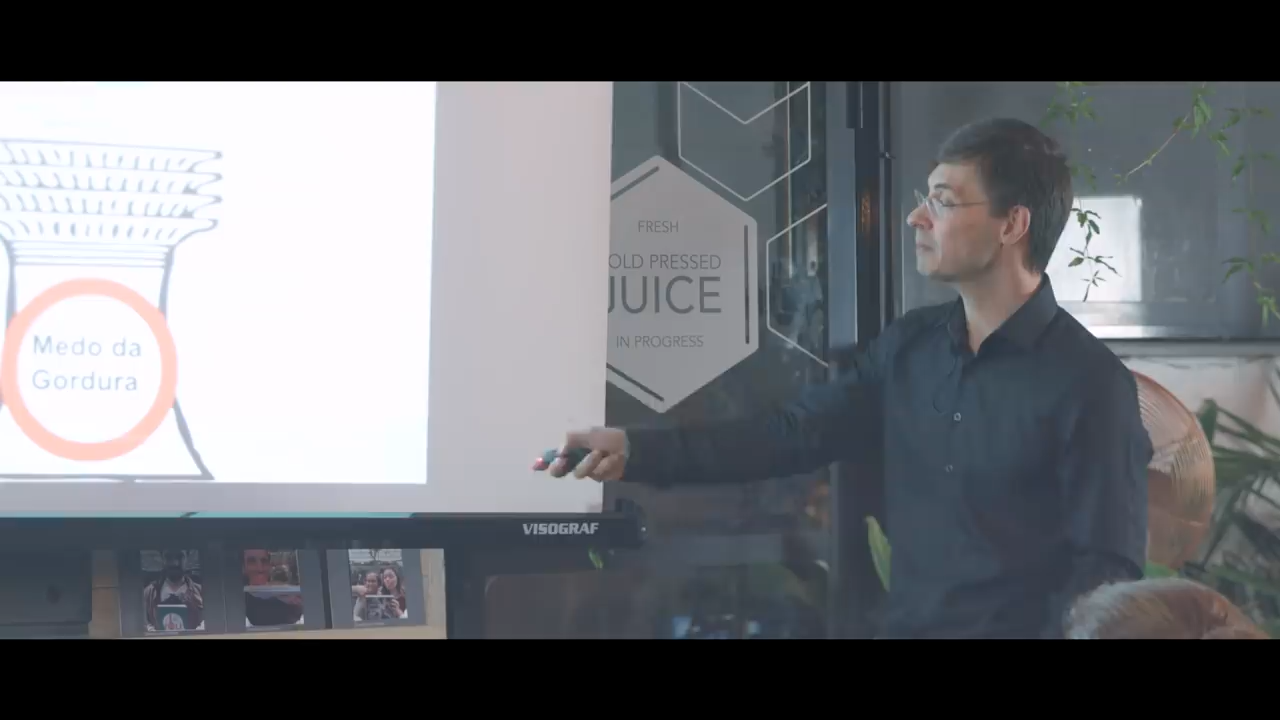 Medo da
Gordura
FRESH
OLD PRESSED
JUICE
IN PROGRESS
VISOGRAF